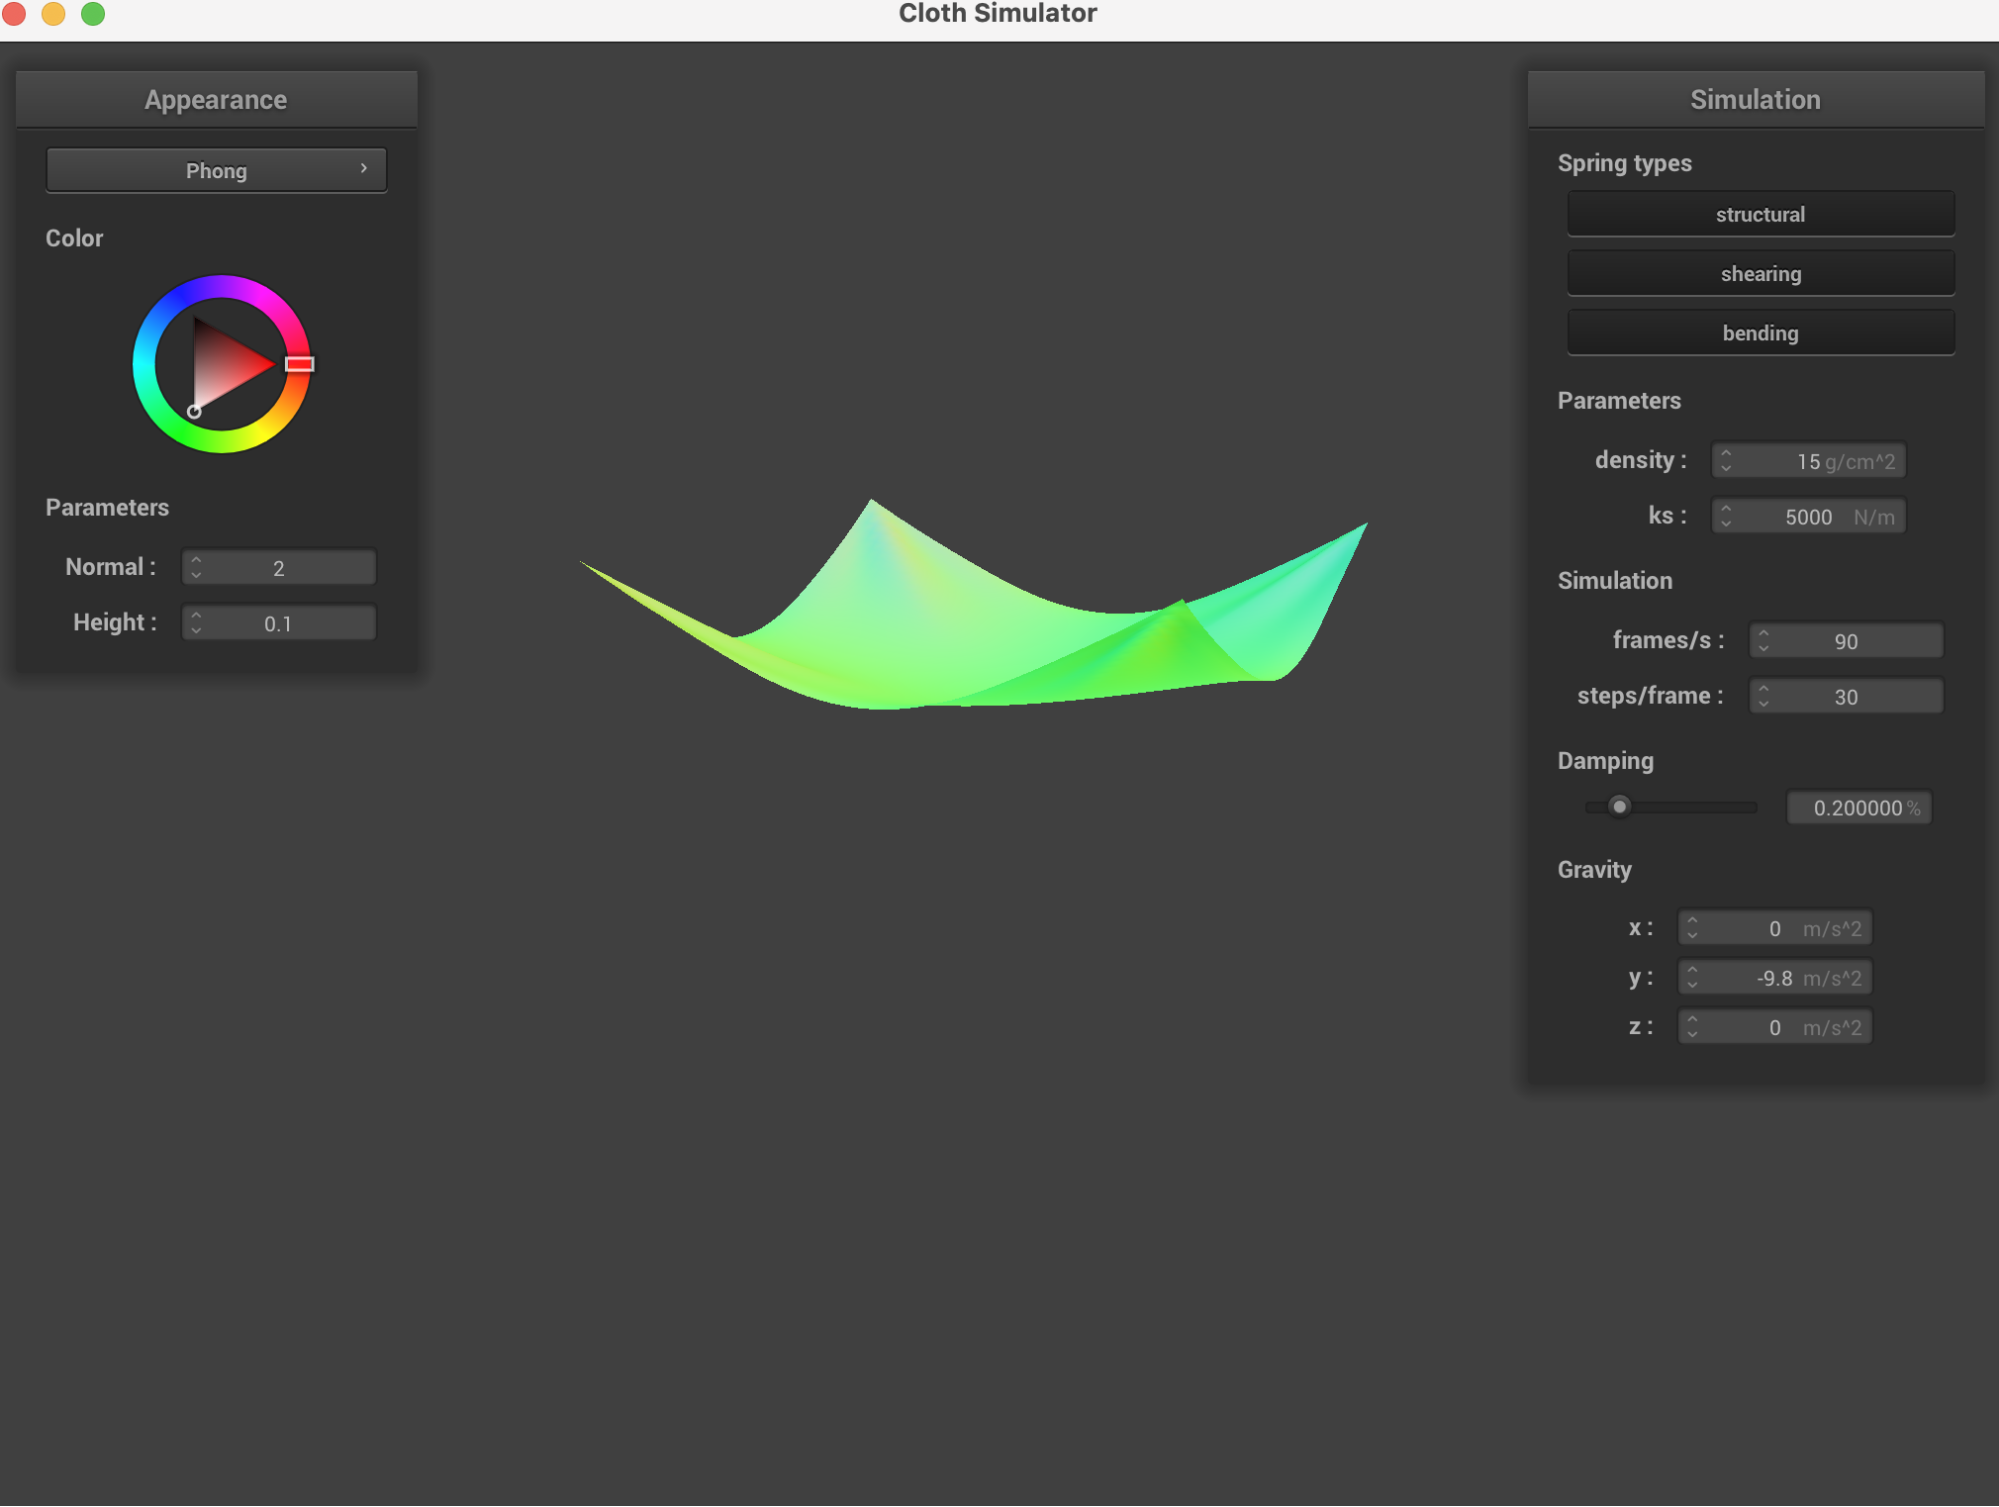 Cloth Simulator
Appearance
Phong
Color
Parameters
Normal : 2
Height : 0.1
Simulation
Spring types
structural
shearing
bending
Parameters
density : 15 g/cm^2
ks : 5000 N/m
Simulation
frames/s : 90
steps/frame : 30
Damping
0.200000 %
Gravity
x : 0 m/s^2
y : -9.8 m/s^2
z : 0 m/s^2